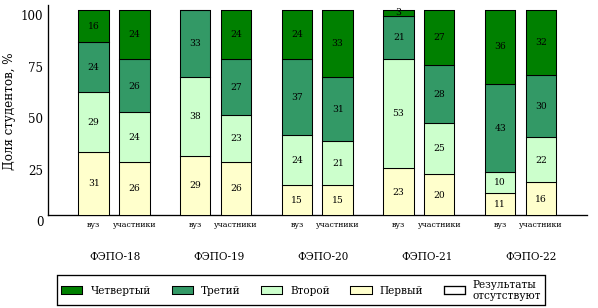 Доля студентов, %
100
75
50
25
0
16 24 33 24 24 33 3 27 36 32
24 26 38 27 37 31 21 28 43 30
29 24 29 23 24 21 53 25 10 22
31 26 26 15 15 23 20 11 16
вуз участники вуз участники вуз участники вуз участники вуз участники
ФЭПО-18 ФЭПО-19 ФЭПО-20 ФЭПО-21 ФЭПО-22
Четвертый Третий Второй Первый Результаты
отсутствуют